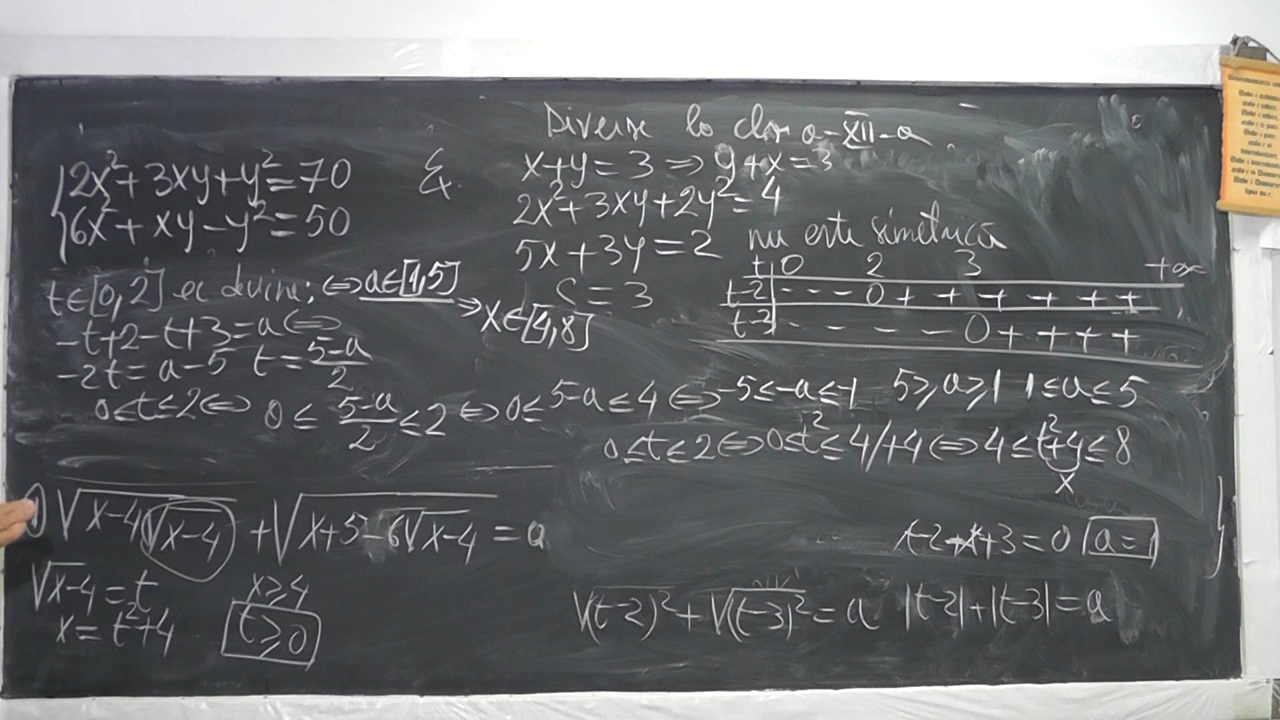 Diverse la clasa a-XII-a
2x²+3xy+y²=70
6x²+xy-y²=50
x+y=3 ⇒ y+x=3
2x²+3xy+2y²=4
5x+3y=2 nu este simetrică
C=3
t 0 2 3 +∞
t-2 - - - 0 + + + + + +
t-3 - - - - - 0 + + + +
t∈[0,2] ec devine: ⇔ a∈[1,5]
⇒ x∈[4,8]
-t+2-t+3=a ⇔
-2t=a-5 t=(5-a)/2
0≤t≤2 ⇔ 0≤(5-a)/2≤2 ⇔ 0≤5-a≤4 ⇔ -5≤-a≤-1 5≥a≥1 1≤a≤5
0≤t≤2 ⇔ 0≤t²≤4/+4 ⇔ 4≤t²+4≤8
x
√(x-4√(x-4)) + √(x+5-6√(x-4)) = a
t-2-t+3=0 a=1
√(x-4)=t x≥4
x=t²+4 t≥0
√(t-2)² + √(t-3)² = a |t-2|+|t-3|=a